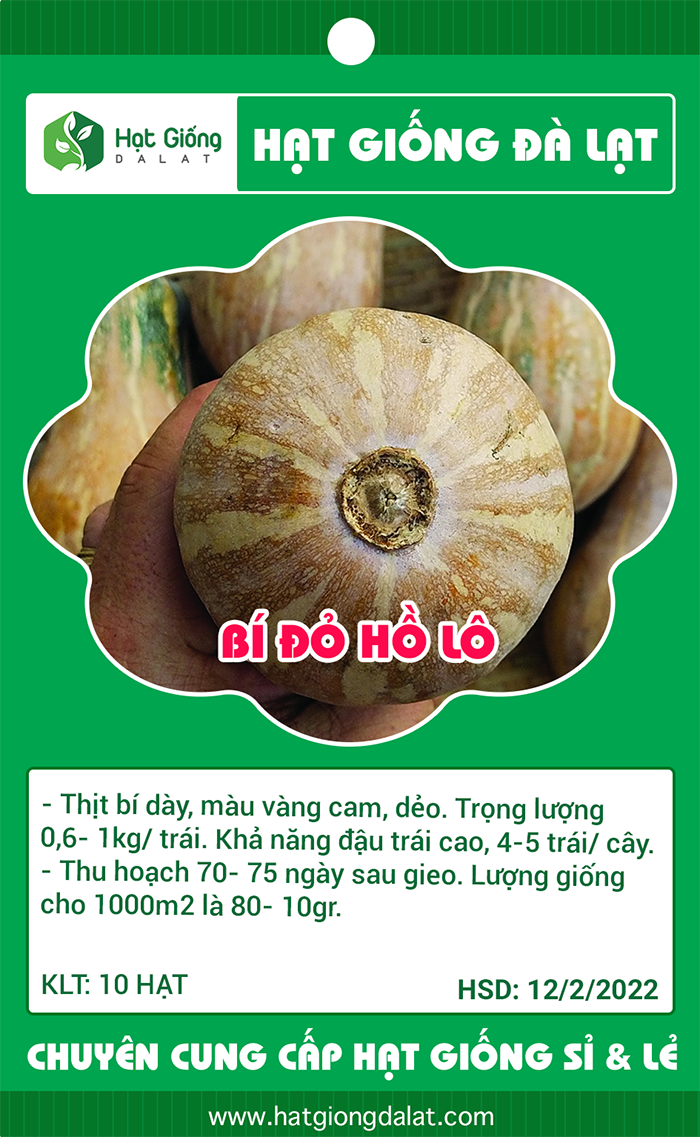 Hạt Giống
DALAT
HẠT GIỐNG ĐÀ LẠT
BÍ ĐỎ HỒ LÔ
- Thịt bí dày, màu vàng cam, dẻo. Trọng lượng
0,6- 1kg/ trái. Khả năng đậu trái cao, 4-5 trái/ cây.
- Thu hoạch 70- 75 ngày sau gieo. Lượng giống
cho 1000m2 là 80- 10gr.
KLT: 10 HẠT
HSD: 12/2/2022
CHUYÊN CUNG CẤP HẠT GIỐNG SỈ & LẺ
www.hatgiongdalat.com